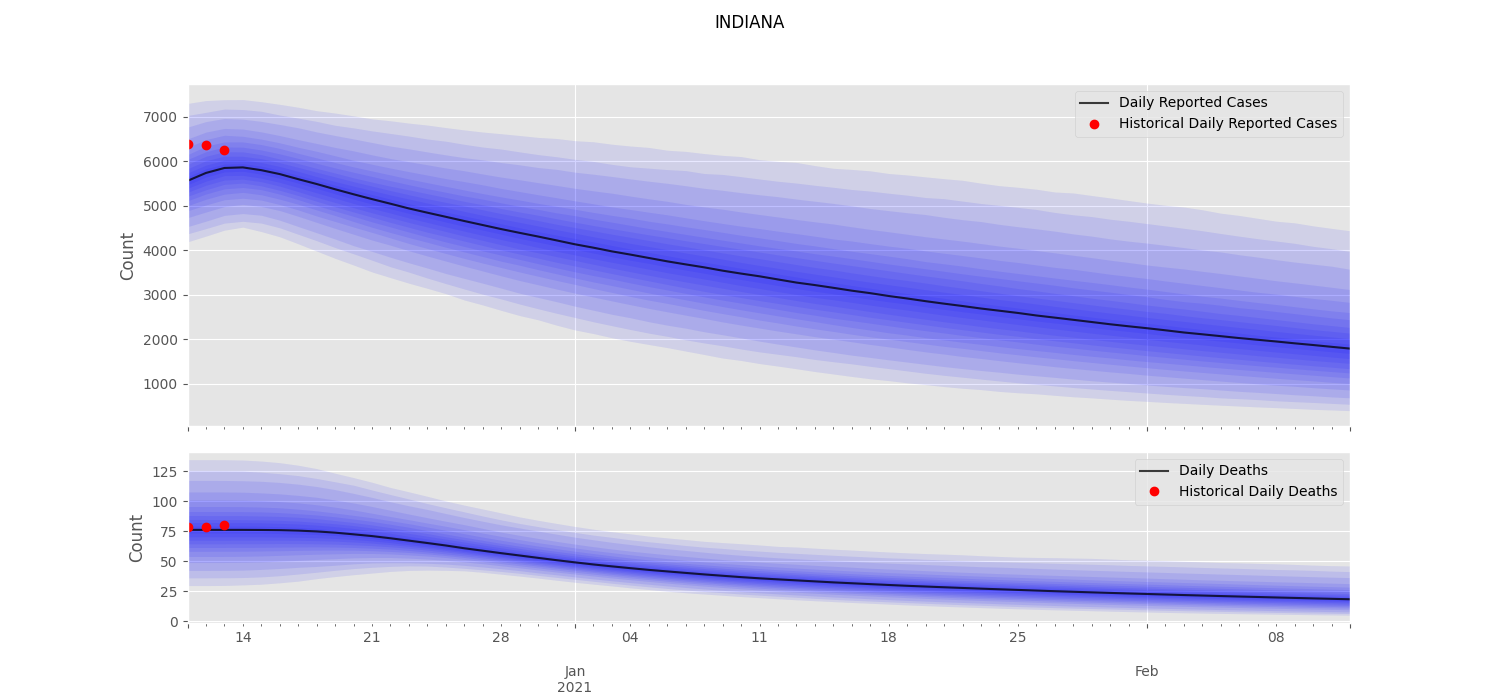 INDIANA
Daily Reported Cases
Historical Daily Reported Cases
7000
6000
5000
4000
3000
2000
1000
Count
Daily Deaths
Historical Daily Deaths
125
100
75
50
25
0
Count
14 21 28 04 11 18 25 08
Jan Feb
2021